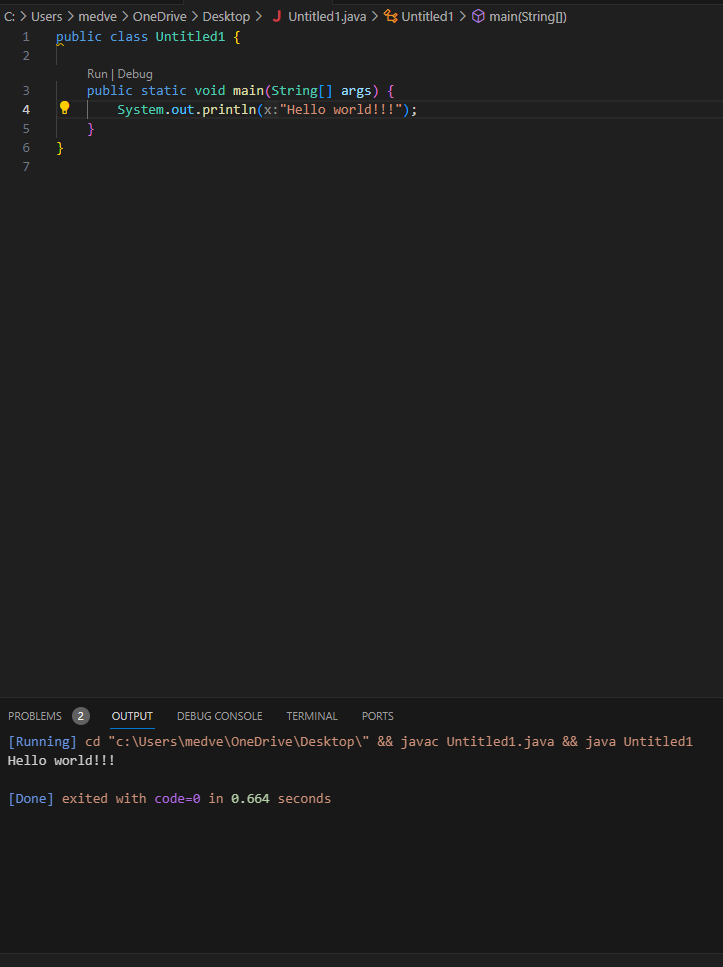 C: > Users > medve > OneDrive > Desktop > J Untitled1.java > Untitled1 > main(String[])
1 public class Untitled1 {
2
Run | Debug
3 public static void main(String[] args) {
4 System.out.println(x:"Hello world!!!");
5 }
6 }
7
PROBLEMS 2 OUTPUT DEBUG CONSOLE TERMINAL PORTS
[Running] cd "c:\Users\medve\OneDrive\Desktop\" && javac Untitled1.java && java Untitled1
Hello world!!!
[Done] exited with code=0 in 0.664 seconds